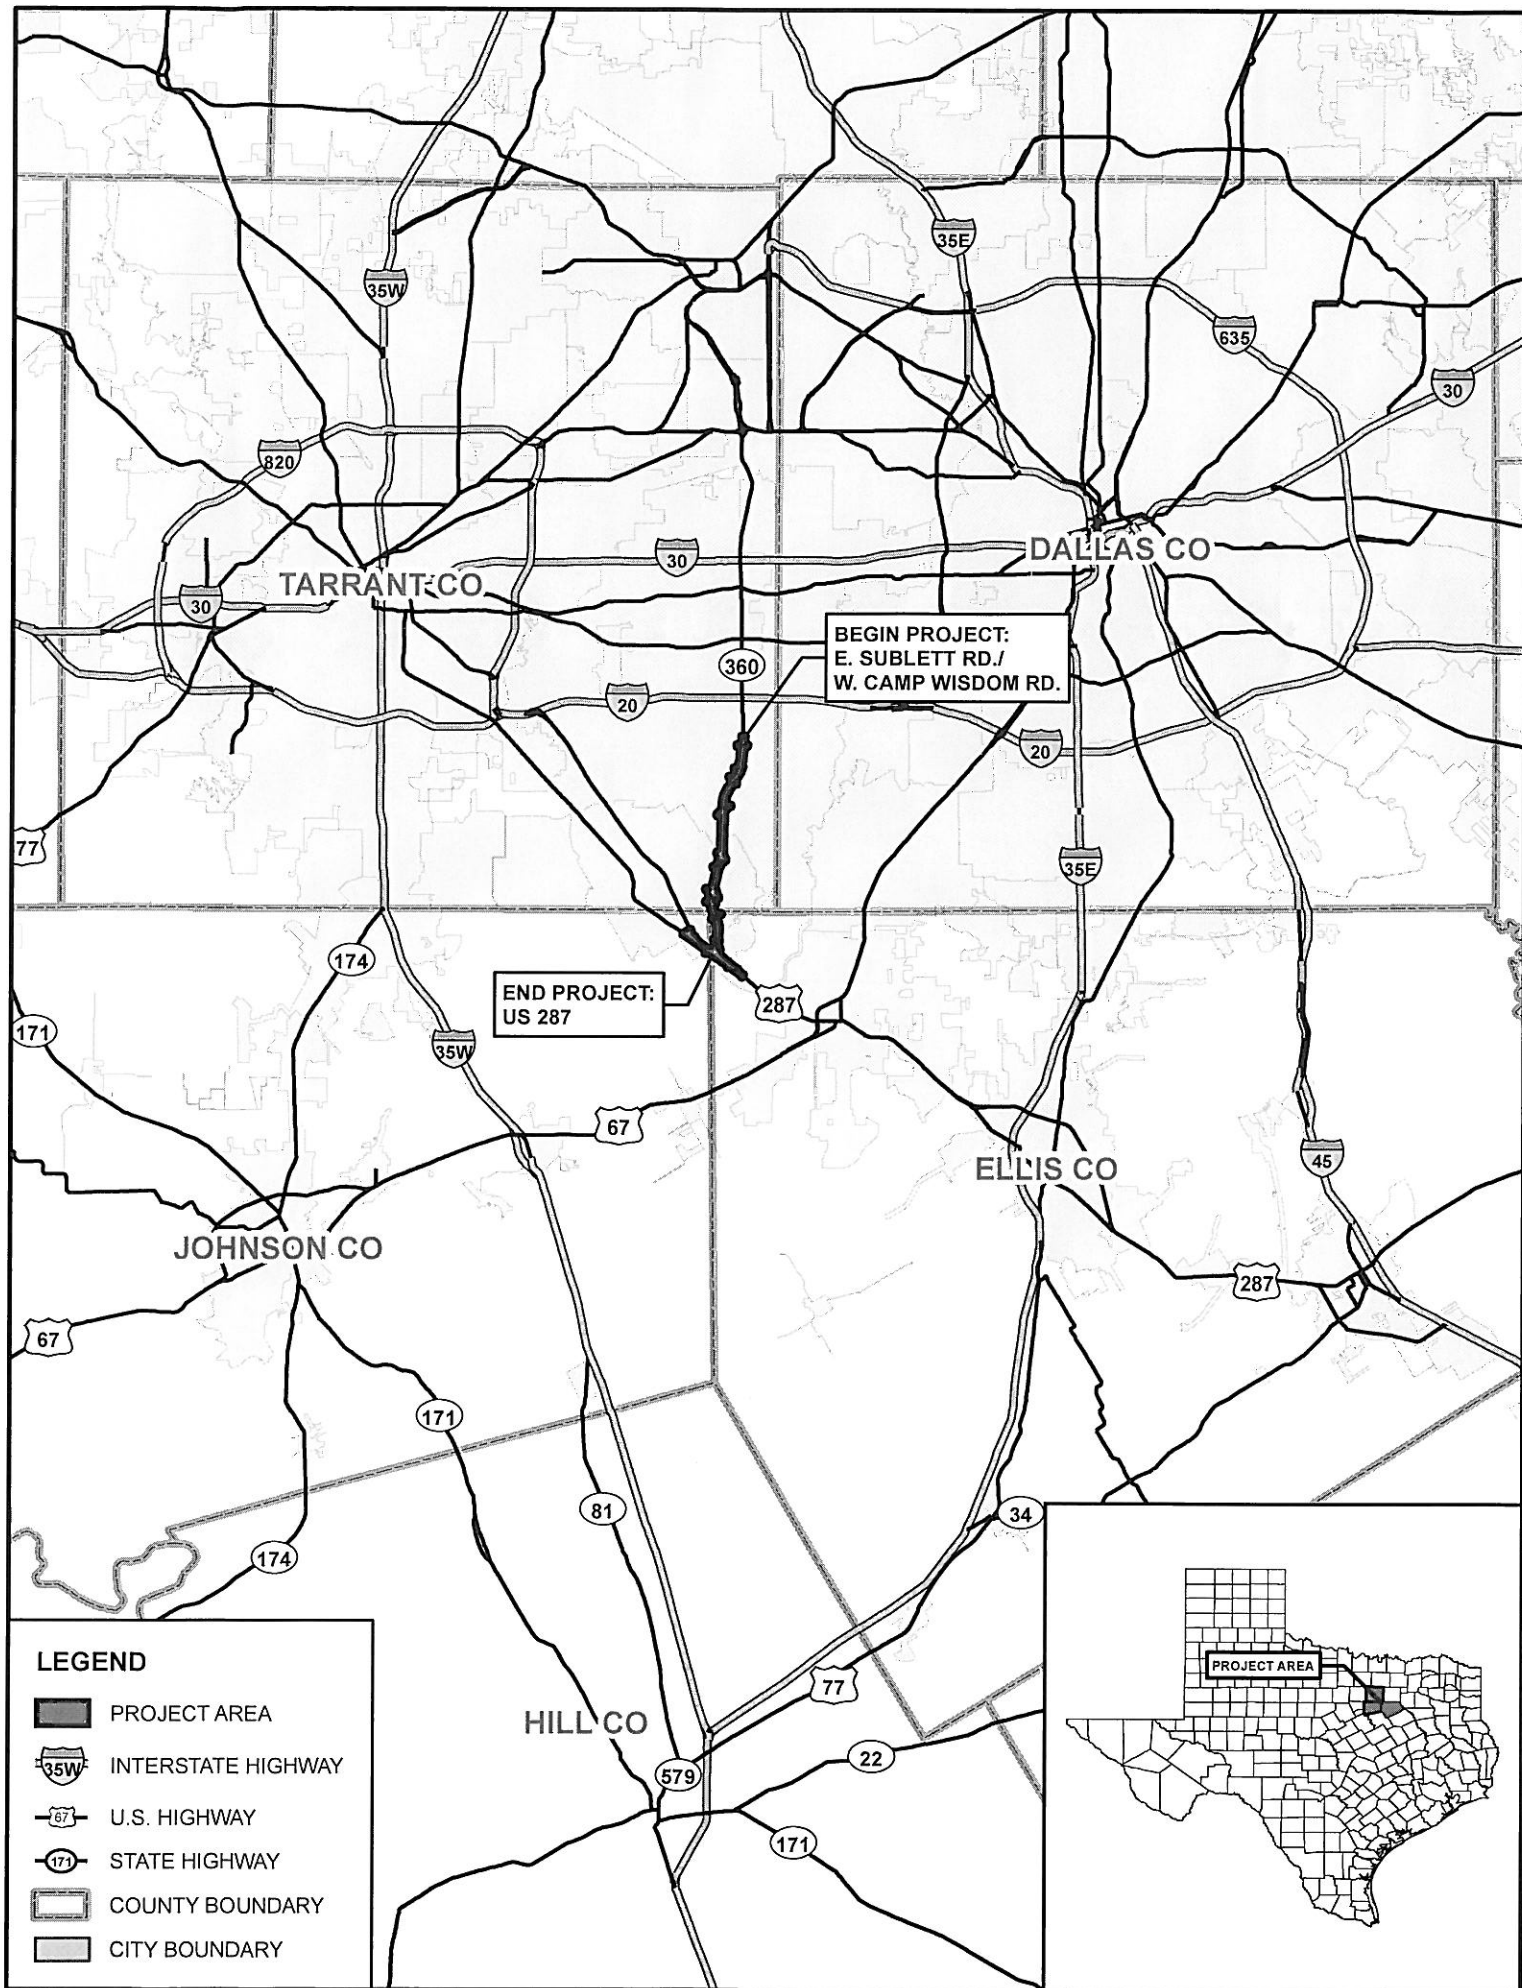 35E
35W
635
30
820
30
DALLAS CO
TARRANT CO
30
BEGIN PROJECT:
E. SUBLETT RD./
W. CAMP WISDOM RD.
360
20
20
77
35E
174
END PROJECT:
US 287
287
171
35W
67
45
ELLIS CO
JOHNSON CO
287
67
171
81
34
174
LEGEND
PROJECT AREA
35W
INTERSTATE HIGHWAY
67
U.S. HIGHWAY
171
STATE HIGHWAY
COUNTY BOUNDARY
CITY BOUNDARY
77
HILL CO
22
579
171
PROJECT AREA